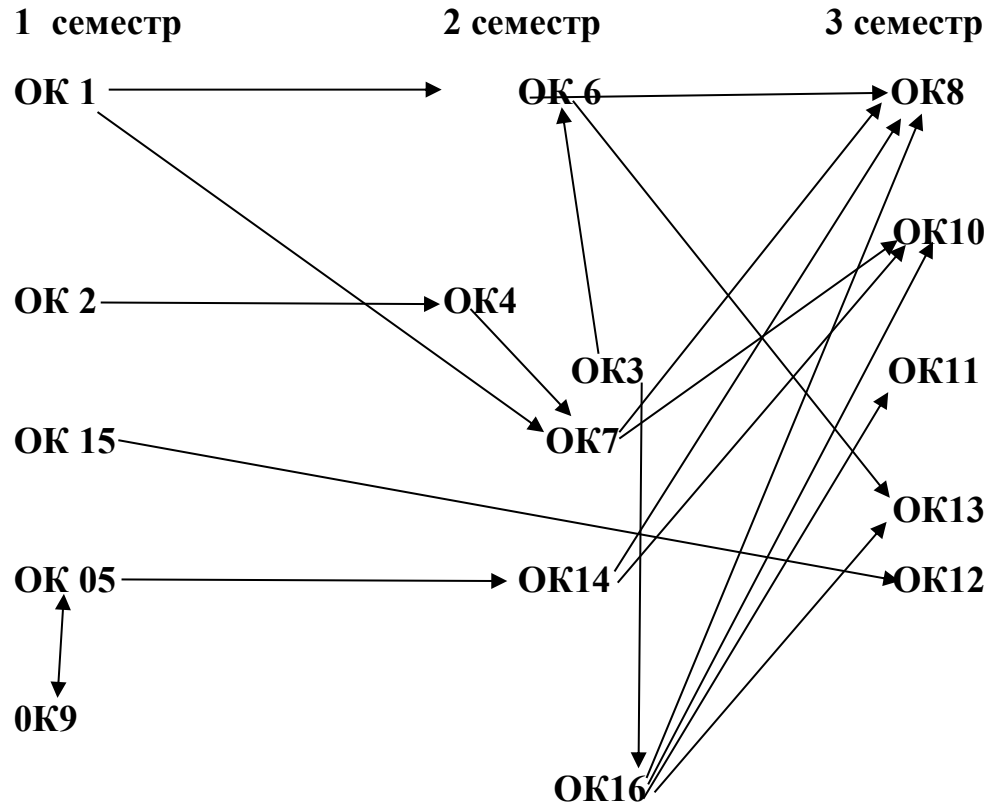 1 семестр 2 семестр 3 семестр
ОК 1 ОК 6 ОК8
ОК10
ОК 2 ОК4
ОК3 ОК11
ОК 15 ОК7
ОК13
ОК 05 ОК14 ОК12
0К9
ОК16